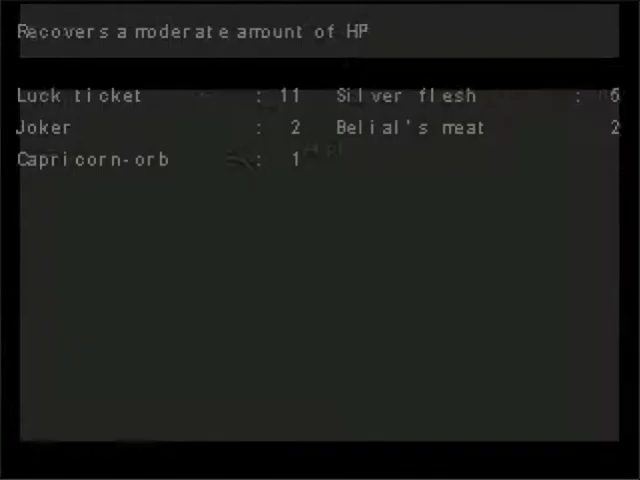 Recovers a moderate amount of HP
Luck ticket : 11 Silver flesh : 6
Joker : 2 Belial's meat 2
Capricorn-orb : 1